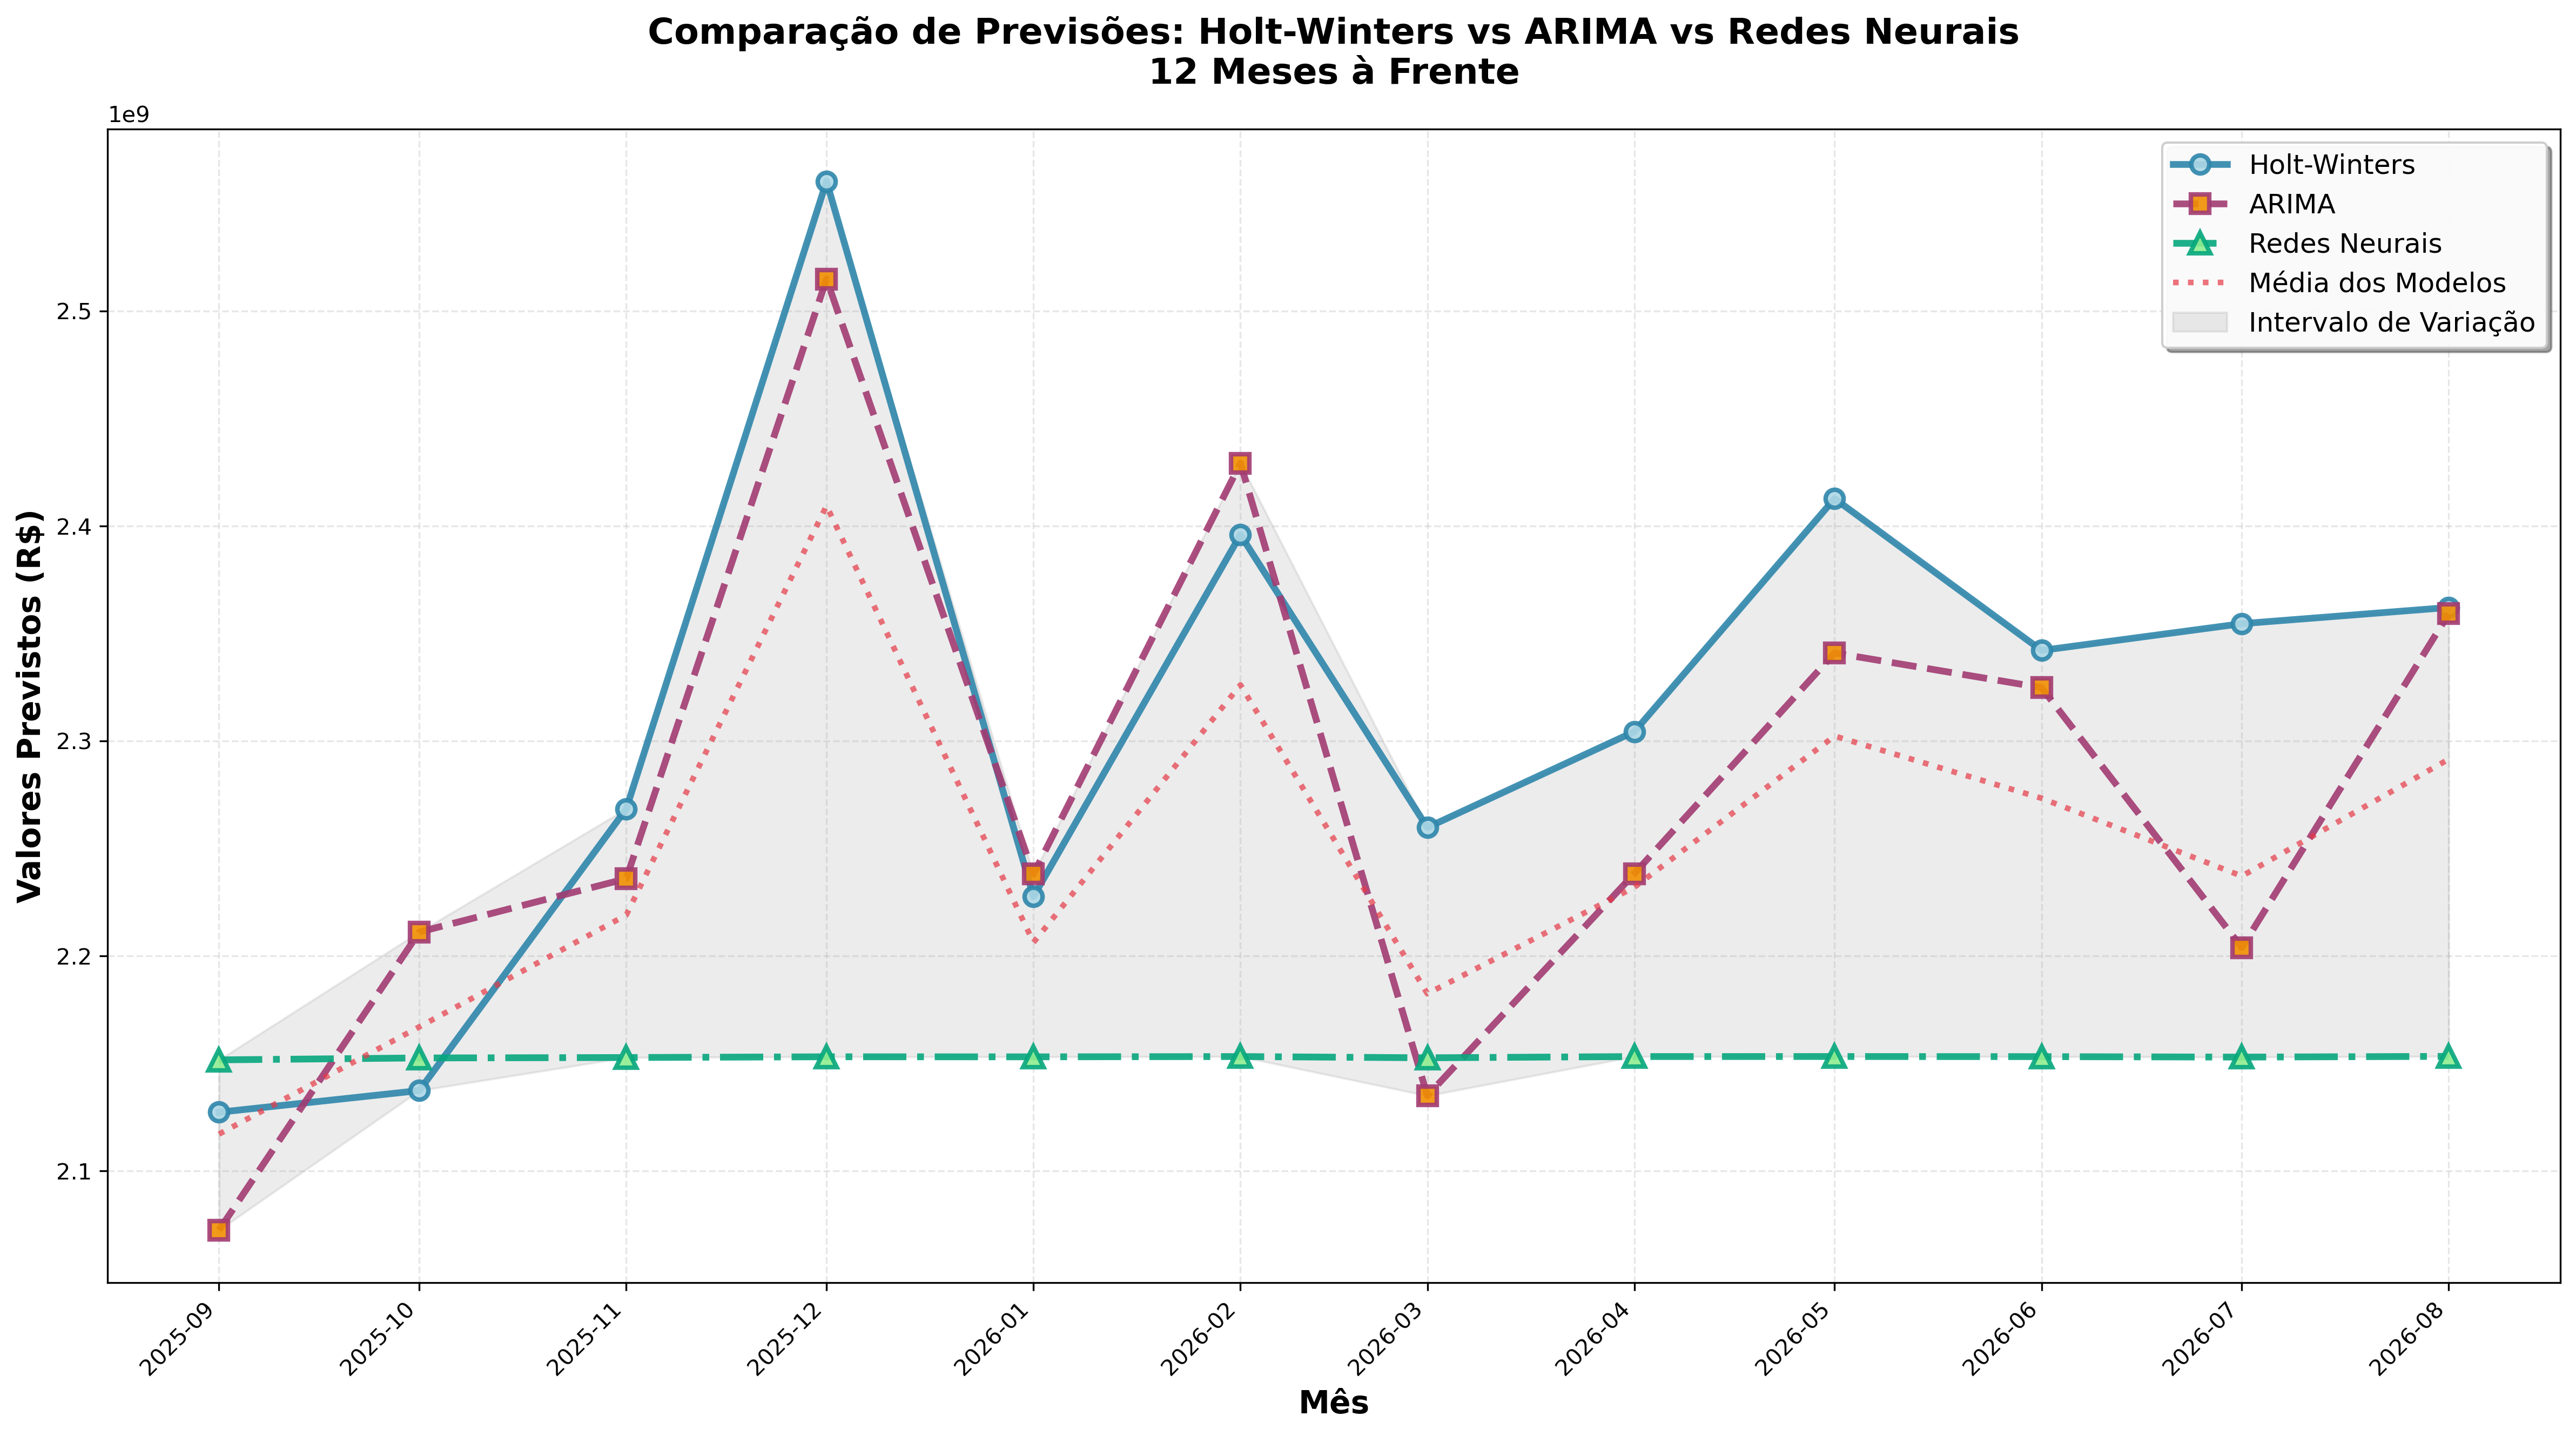 Comparação de Previsões: Holt-Winters vs ARIMA vs Redes Neurais
12 Meses à Frente
1e9
Holt-Winters
ARIMA
Redes Neurais
Média dos Modelos
Intervalo de Variação
Valores Previstos (R$)
2.5
2.4
2.3
2.2
2.1
2025-09
2025-10
2025-11
2025-12
2026-01
2026-02
2026-03
2026-04
2026-05
2026-06
2026-07
2026-08
Mês